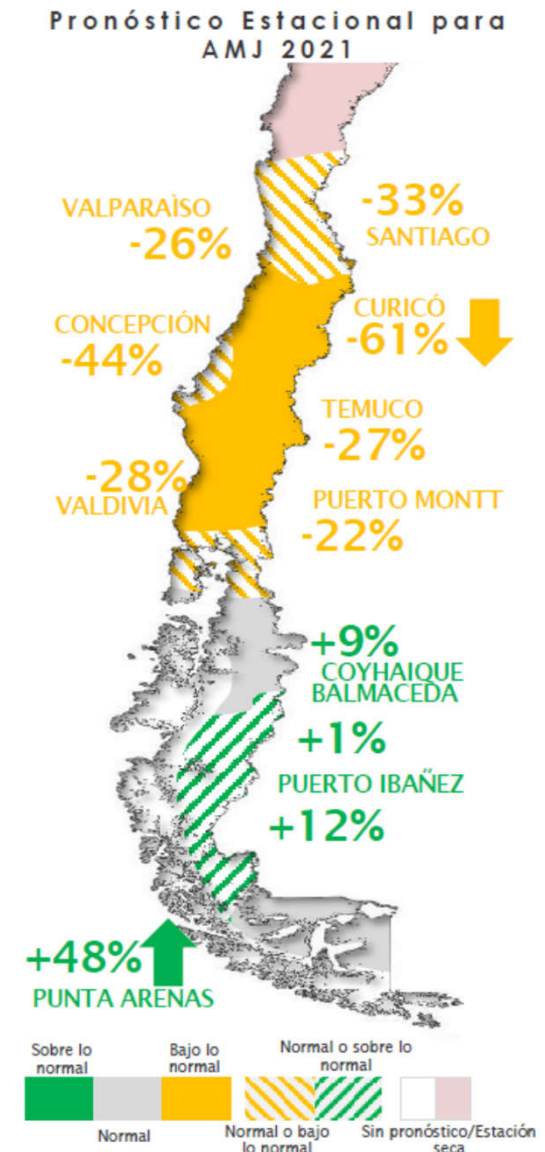 Pronóstico Estacional para
AMJ 2021
VALPARAÌSO
-26%
-33%
SANTIAGO
CONCEPCIÓN
-44%
CURICÓ
-61%
TEMUCO
-27%
-28%
VALDIVIA
PUERTO MONTT
-22%
+9%
COYHAIQUE
BALMACEDA
+1%
PUERTO IBAÑEZ
+12%
+48%
PUNTA ARENAS
Sobre lo
normal
Bajo lo
normal
Normal o sobre lo
normal
Normal
Normal o bajo
lo normal
Sin pronóstico/Estación
seca